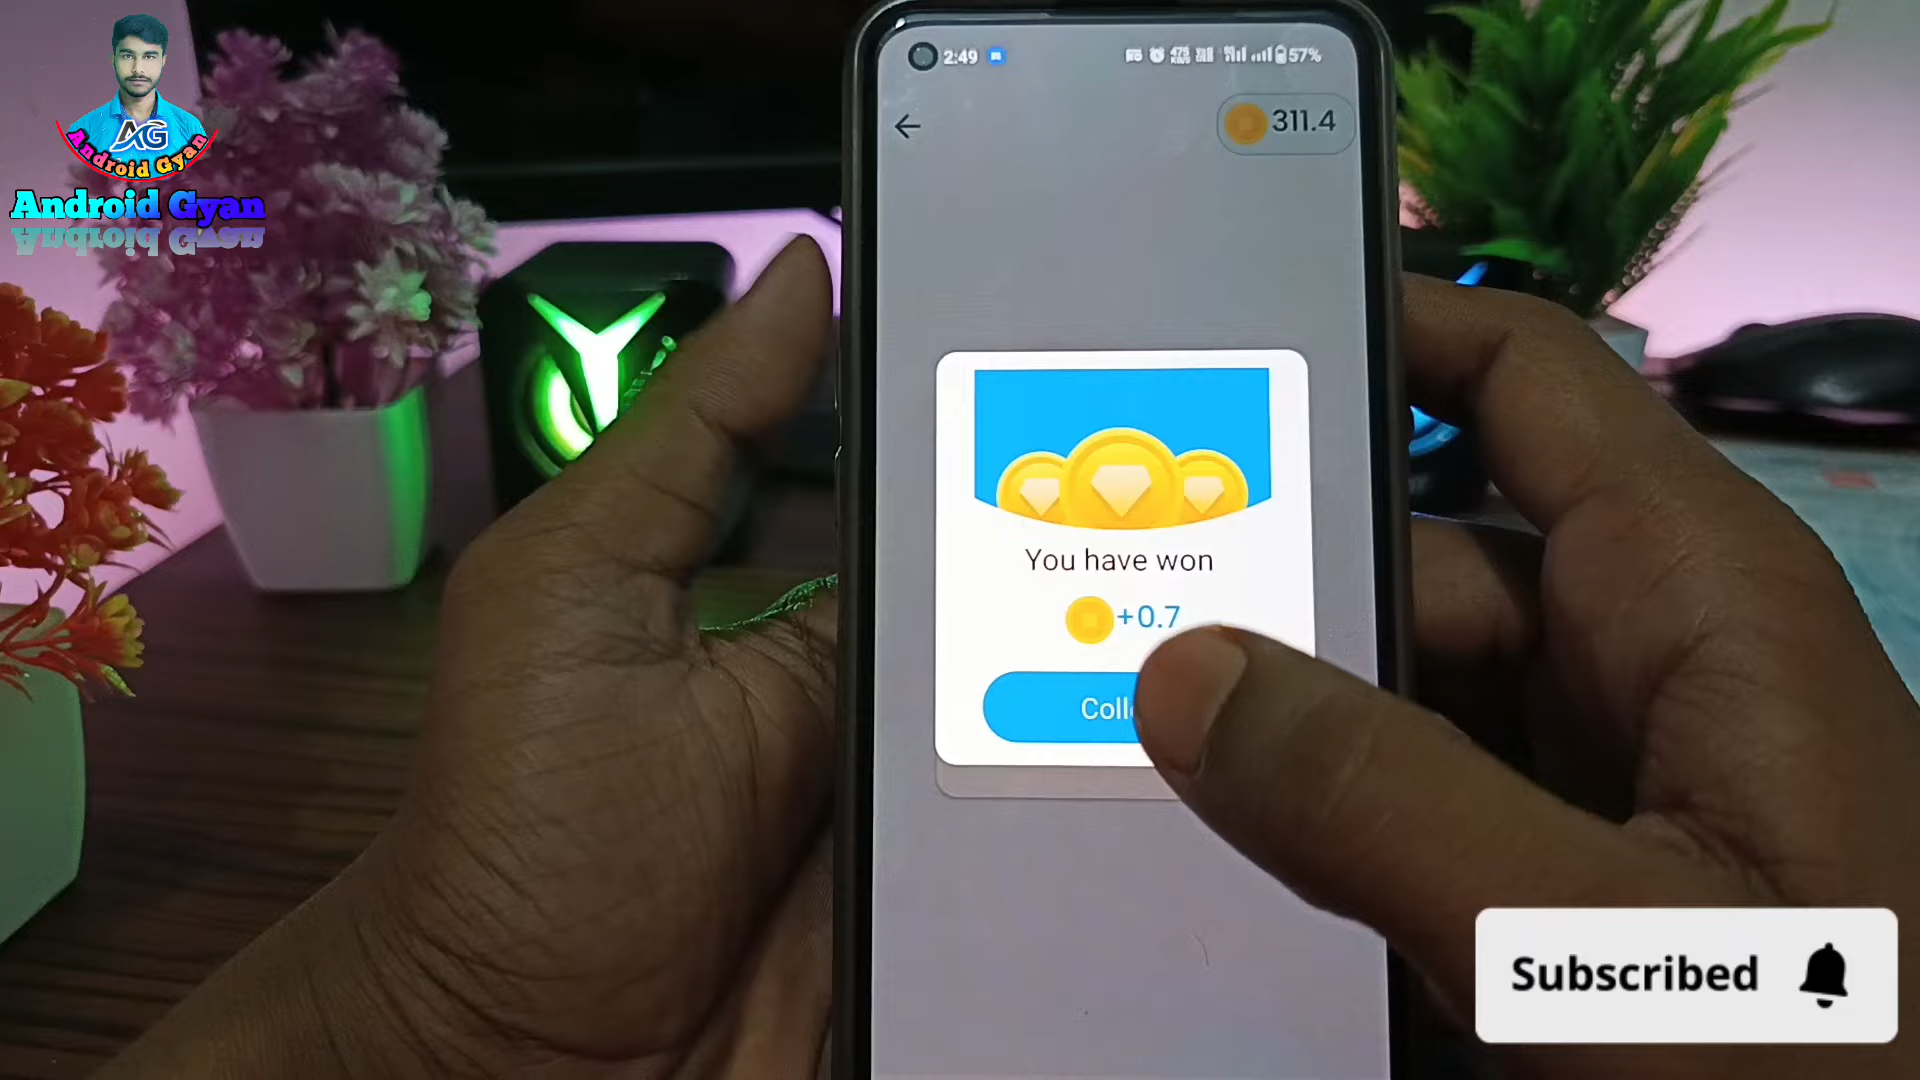 AG
Android Gyan
Android Gyan
2:49
57%
311.4
You have won
+0.7
Coll
Subscribed